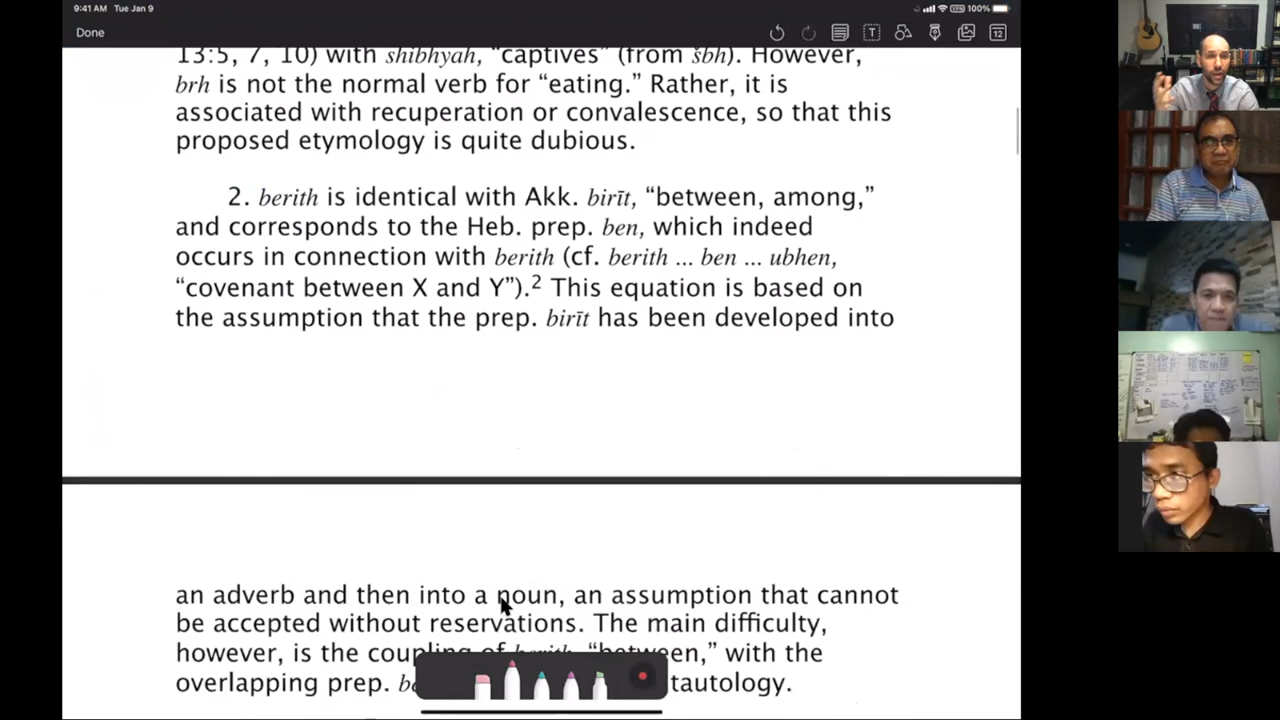 9:41 AM Tue Jan 9
100%
Done
13:5, 7, 10) with shibhyah, “captives” (from šbh). However,
brh is not the normal verb for “eating.” Rather, it is
associated with recuperation or convalescence, so that this
proposed etymology is quite dubious.
2. berith is identical with Akk. birīt, “between, among,”
and corresponds to the Heb. prep. ben, which indeed
occurs in connection with berith (cf. berith ... ben ... ubhen,
“covenant between X and Y”).2 This equation is based on
the assumption that the prep. birīt has been developed into
an adverb and then into a noun, an assumption that cannot
be accepted without reservations. The main difficulty,
however, is the coupling of berith, “between,” with the
overlapping prep. tautology.